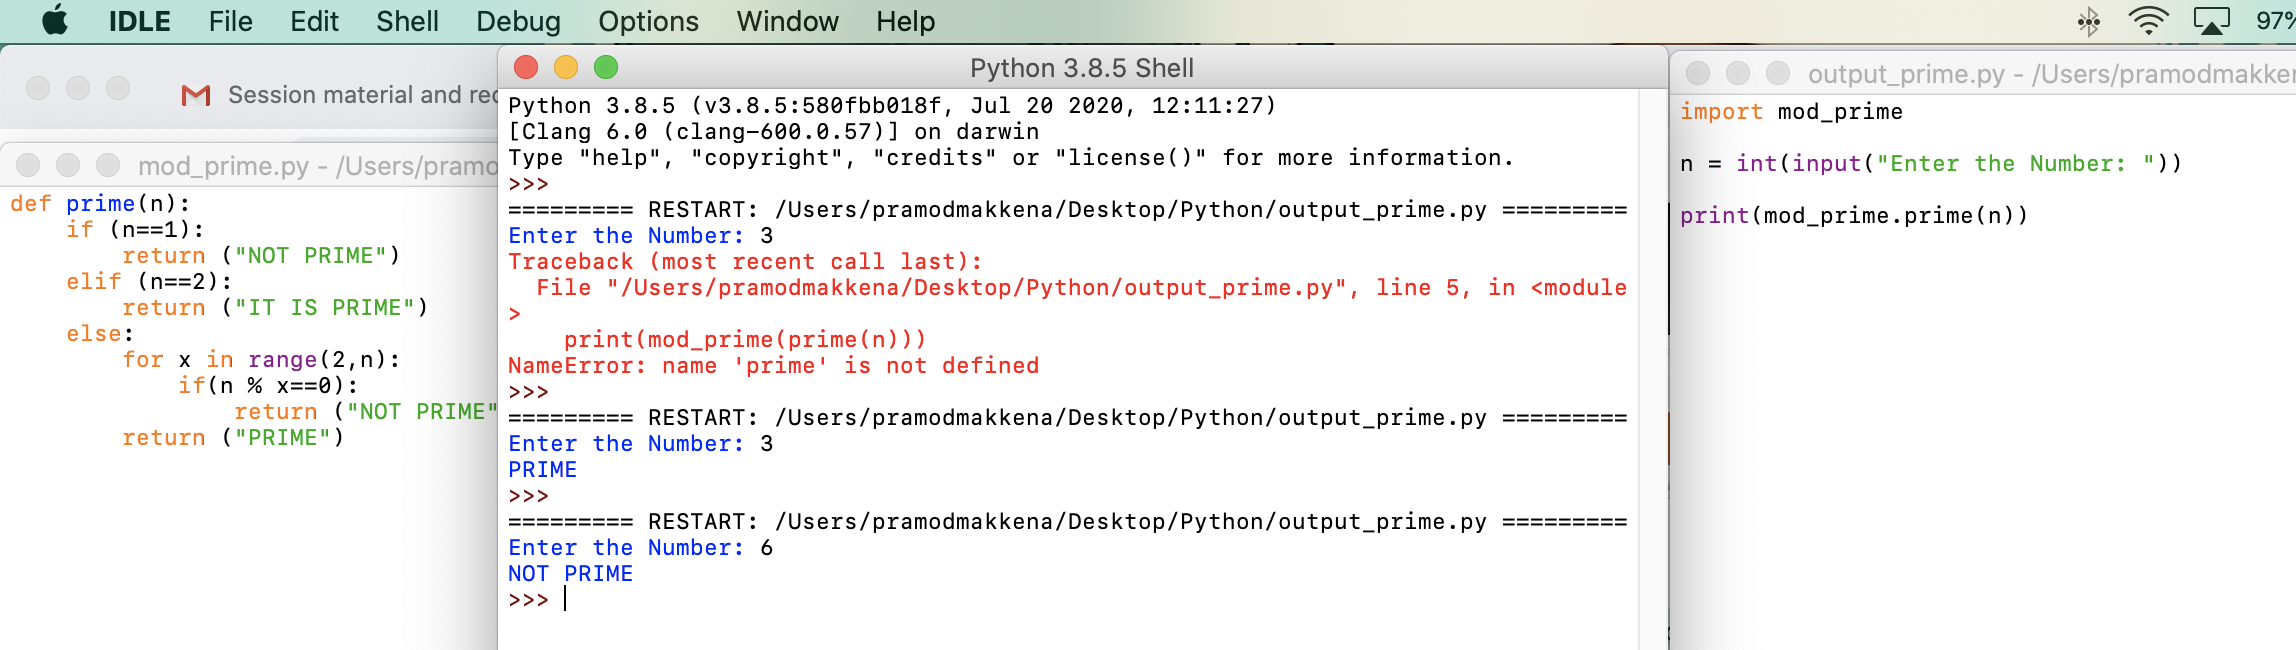 IDLE File Edit Shell Debug Options Window Help 97%
Session material and rec
mod_prime.py - /Users/pramo
def prime(n):
    if (n==1):
        return ("NOT PRIME")
    elif (n==2):
        return ("IT IS PRIME")
    else:
        for x in range(2,n):
            if(n % x==0):
                return ("NOT PRIME"
        return ("PRIME")
Python 3.8.5 Shell
Python 3.8.5 (v3.8.5:580fbb018f, Jul 20 2020, 12:11:27)
[Clang 6.0 (clang-600.0.57)] on darwin
Type "help", "copyright", "credits" or "license()" for more information.
>>>
========= RESTART: /Users/pramodmakkena/Desktop/Python/output_prime.py =========
Enter the Number: 3
Traceback (most recent call last):
  File "/Users/pramodmakkena/Desktop/Python/output_prime.py", line 5, in <module
>
    print(mod_prime(prime(n)))
NameError: name 'prime' is not defined
>>>
========= RESTART: /Users/pramodmakkena/Desktop/Python/output_prime.py =========
Enter the Number: 3
PRIME
>>>
========= RESTART: /Users/pramodmakkena/Desktop/Python/output_prime.py =========
Enter the Number: 6
NOT PRIME
>>>
output_prime.py - /Users/pramodmakken
import mod_prime
n = int(input("Enter the Number: "))
print(mod_prime.prime(n))